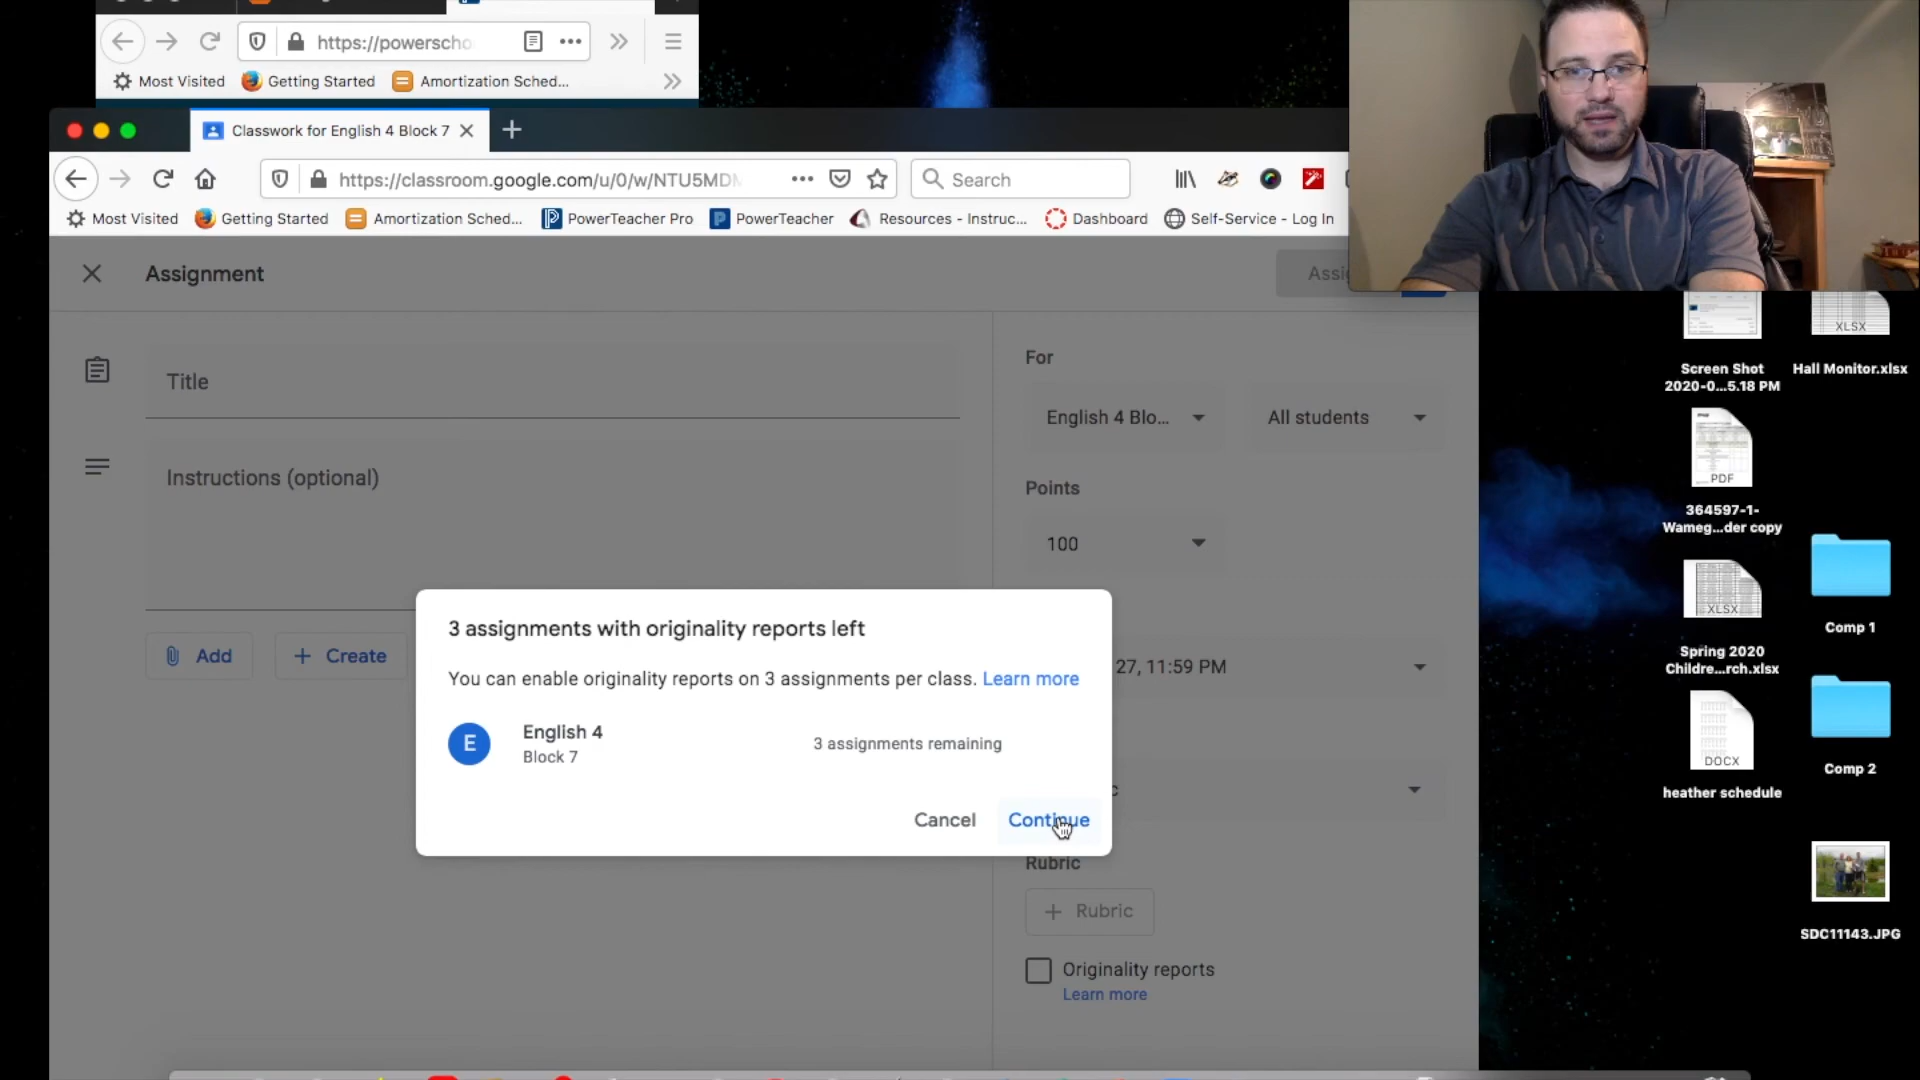 https://powerscho
Most Visited
Getting Started
Amortization Sched...
Classwork for English 4 Block 7
https://classroom.google.com/u/0/w/NTU5MD
Search
Most Visited
Getting Started
Amortization Sched...
PowerTeacher Pro
PowerTeacher
Resources - Instruc...
Dashboard
Self-Service - Log In
Assignment
Title
Instructions (optional)
Add
Create
For
English 4 Blo...
All students
Points
100
27, 11:59 PM
3 assignments with originality reports left
You can enable originality reports on 3 assignments per class. Learn more
E
English 4
Block 7
3 assignments remaining
Cancel
Continue
Rubric
Rubric
Originality reports
Learn more
XLSX
Screen Shot
2020-0...5.18 PM
Hall Monitor.xlsx
PDF
364597-1-
Wameg...der copy
XLSX
Comp 1
Spring 2020
Childre...rch.xlsx
DOCX
heather schedule
Comp 2
SDC11143.JPG